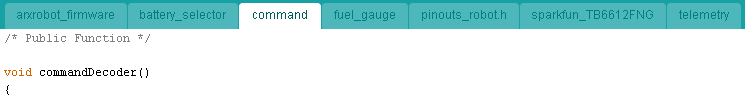 arxrobot_firmware battery_selector command fuel_gauge pinouts_robot.h sparkfun_TB6612FNG telemetry
/* Public Function */
void commandDecoder()
{